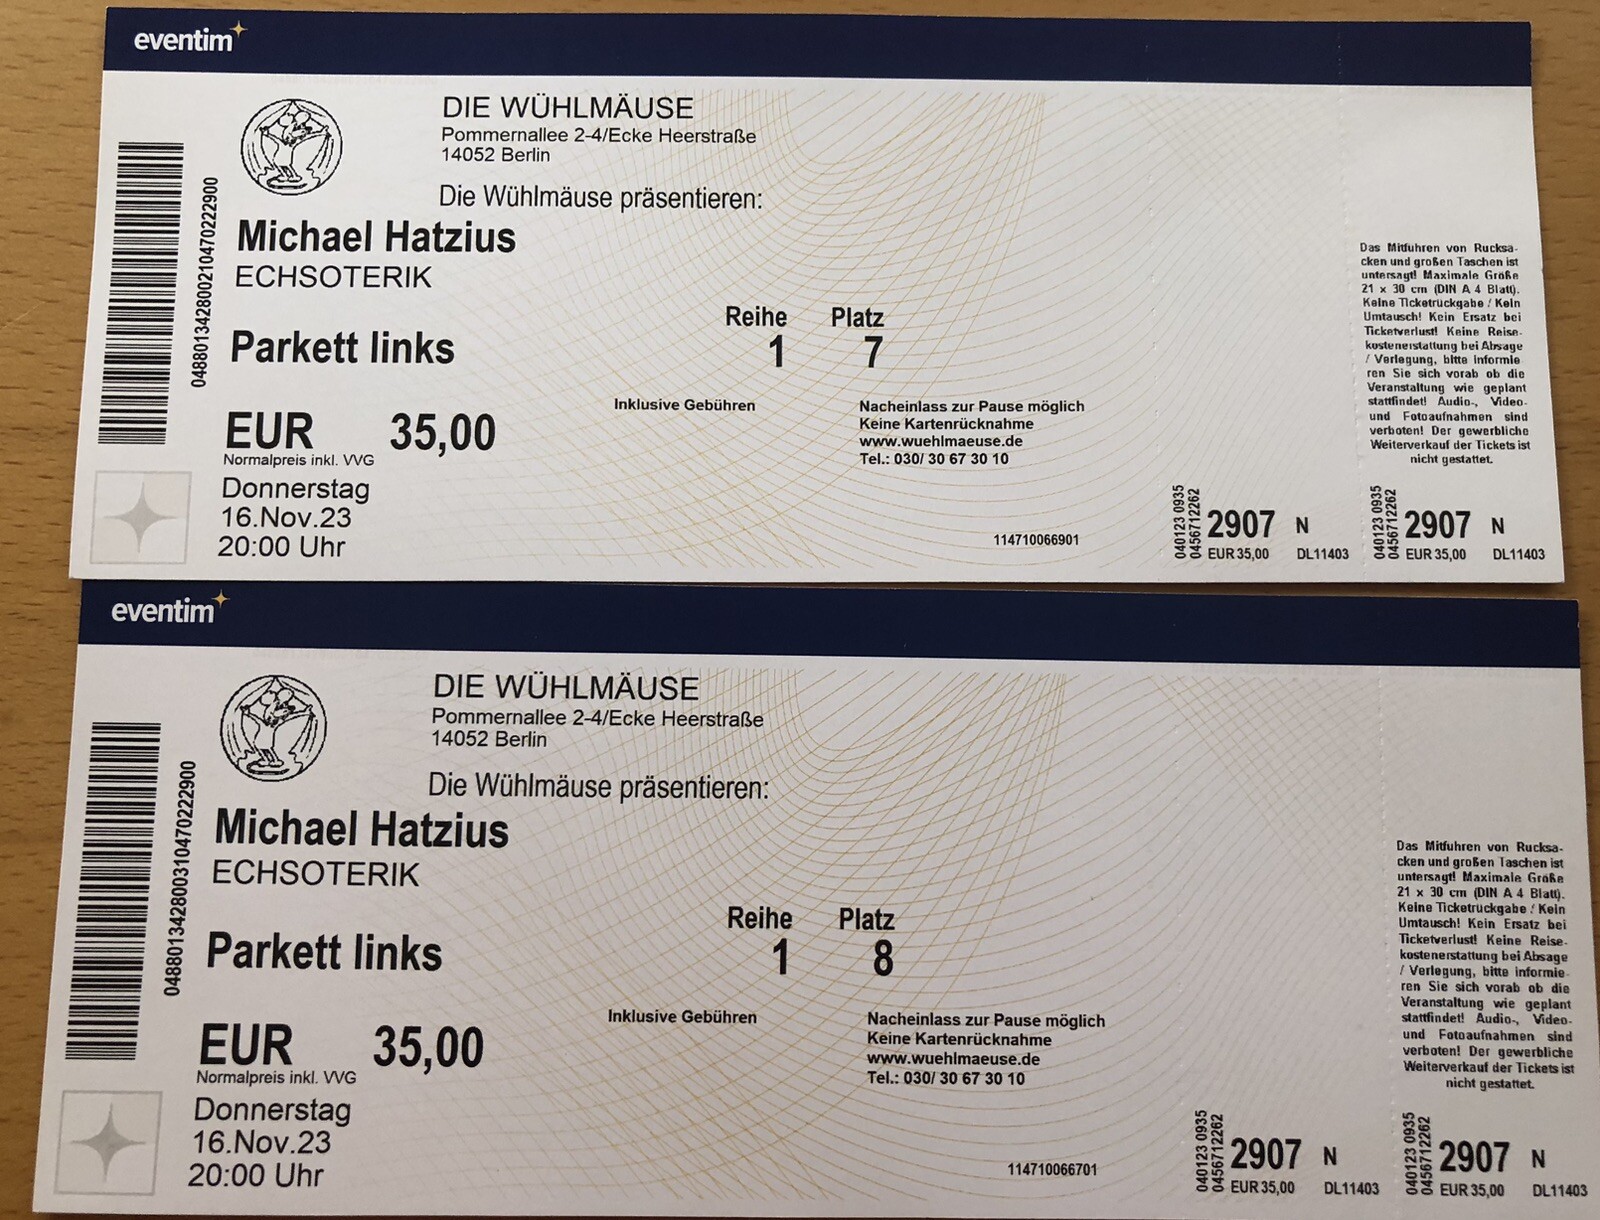 eventim
DIE WÜHLMÄUSE
Pommernallee 2-4/Ecke Heerstraße
14052 Berlin
Die Wühlmäuse präsentieren:
Michael Hatzius
ECHSOTERIK
Reihe Platz
Parkett links 1 7
Inklusive Gebühren
EUR 35,00
Normalpreis inkl. VVG
Donnerstag
16.Nov.23
20:00 Uhr
Nacheinlass zur Pause möglich
Keine Kartenrücknahme
www.wuehlmaeuse.de
Tel.: 030/ 30 67 30 10
114710066901
048801342800210470222900
040123 0935
0456712262
2907 N
EUR 35,00 DL11403
Das Mitfuhren von Rucksa-
cken und großen Taschen ist
untersagt! Maximale Größe
21 x 30 cm (DIN A 4 Blatt).
Keine Ticketrückgabe / Kein
Umtausch! Kein Ersatz bei
Ticketverlust! Keine Reise-
kostenerstattung bei Absage
/ Verlegung, bitte informie
ren Sie sich vorab ob die
Veranstaltung wie geplant
stattfindet! Audio-, Video-
und Fotoaufnahmen sind
verboten! Der gewerbliche
Weiterverkauf der Tickets ist
nicht gestattet.
040123 0935
0456712262
2907 N
EUR 35,00 DL11403
eventim
DIE WÜHLMÄUSE
Pommernallee 2-4/Ecke Heerstraße
14052 Berlin
Die Wühlmäuse präsentieren:
Michael Hatzius
ECHSOTERIK
Reihe Platz
Parkett links 1 8
Inklusive Gebühren
EUR 35,00
Normalpreis inkl. VVG
Donnerstag
16.Nov.23
20:00 Uhr
Nacheinlass zur Pause möglich
Keine Kartenrücknahme
www.wuehlmaeuse.de
Tel.: 030/ 30 67 30 10
114710066701
048801342800310470222900
040123 0935
0456712262
2907 N
EUR 35,00 DL11403
Das Mitfuhren von Rucksa-
cken und großen Taschen ist
untersagt! Maximale Größe
21 x 30 cm (DIN A 4 Blatt).
Keine Ticketrückgabe / Kein
Umtausch! Kein Ersatz bei
Ticketverlust! Keine Reise-
kostenerstattung bei Absage
/ Verlegung, bitte informie
ren Sie sich vorab ob die
Veranstaltung wie geplant
stattfindet! Audio-, Video-
und Fotoaufnahmen sind
verboten! Der gewerbliche
Weiterverkauf der Tickets ist
nicht gestattet.
040123 0935
0456712262
2907 N
EUR 35,00 DL11403